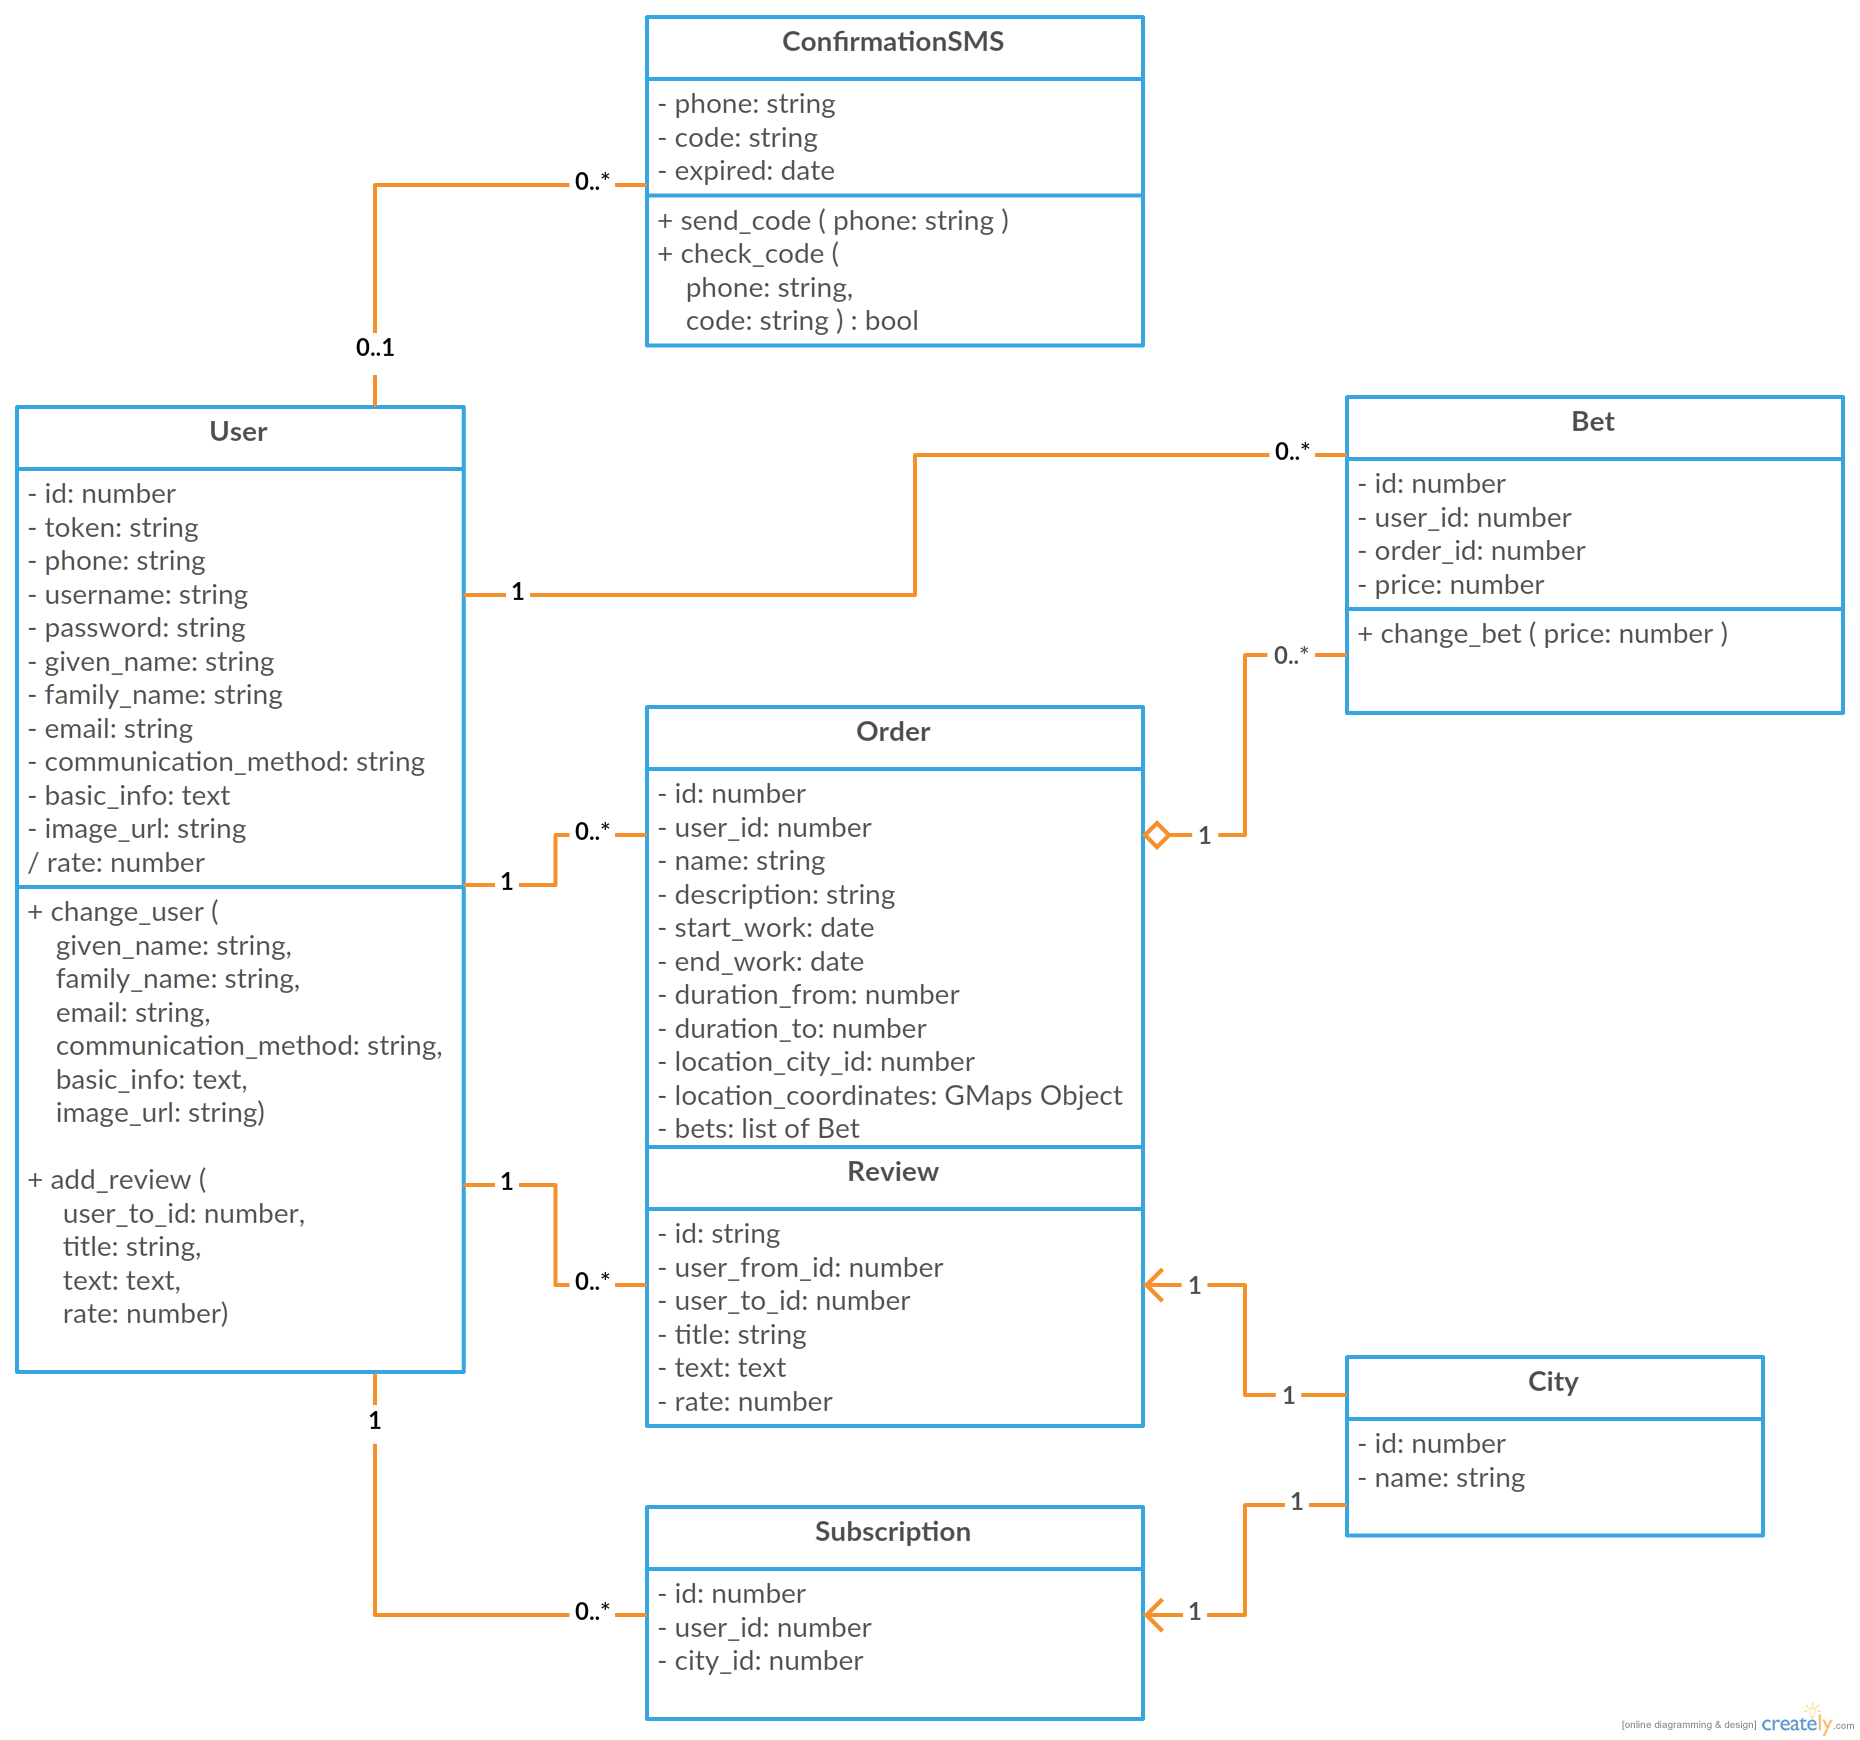 ConfirmationSMS
- phone: string
- code: string
- expired: date
+ send_code ( phone: string )
+ check_code (
phone: string,
code: string ) : bool
0..*
0..1
User
- id: number
- token: string
- phone: string
- username: string
- password: string
- given_name: string
- family_name: string
- email: string
- communication_method: string
- basic_info: text
- image_url: string
/ rate: number
+ change_user (
given_name: string,
family_name: string,
email: string,
communication_method: string,
basic_info: text,
image_url: string)
+ add_review (
user_to_id: number,
title: string,
text: text,
rate: number)
1
0..*
Bet
- id: number
- user_id: number
- order_id: number
- price: number
+ change_bet ( price: number )
0..*
1
1
0..*
Order
- id: number
- user_id: number
- name: string
- description: string
- start_work: date
- end_work: date
- duration_from: number
- duration_to: number
- location_city_id: number
- location_coordinates: GMaps Object
- bets: list of Bet
1
0..*
Review
- id: string
- user_from_id: number
- user_to_id: number
- title: string
- text: text
- rate: number
1
1
City
- id: number
- name: string
1
1
1
0..*
Subscription
- id: number
- user_id: number
- city_id: number
[online diagramming & design] creately.com